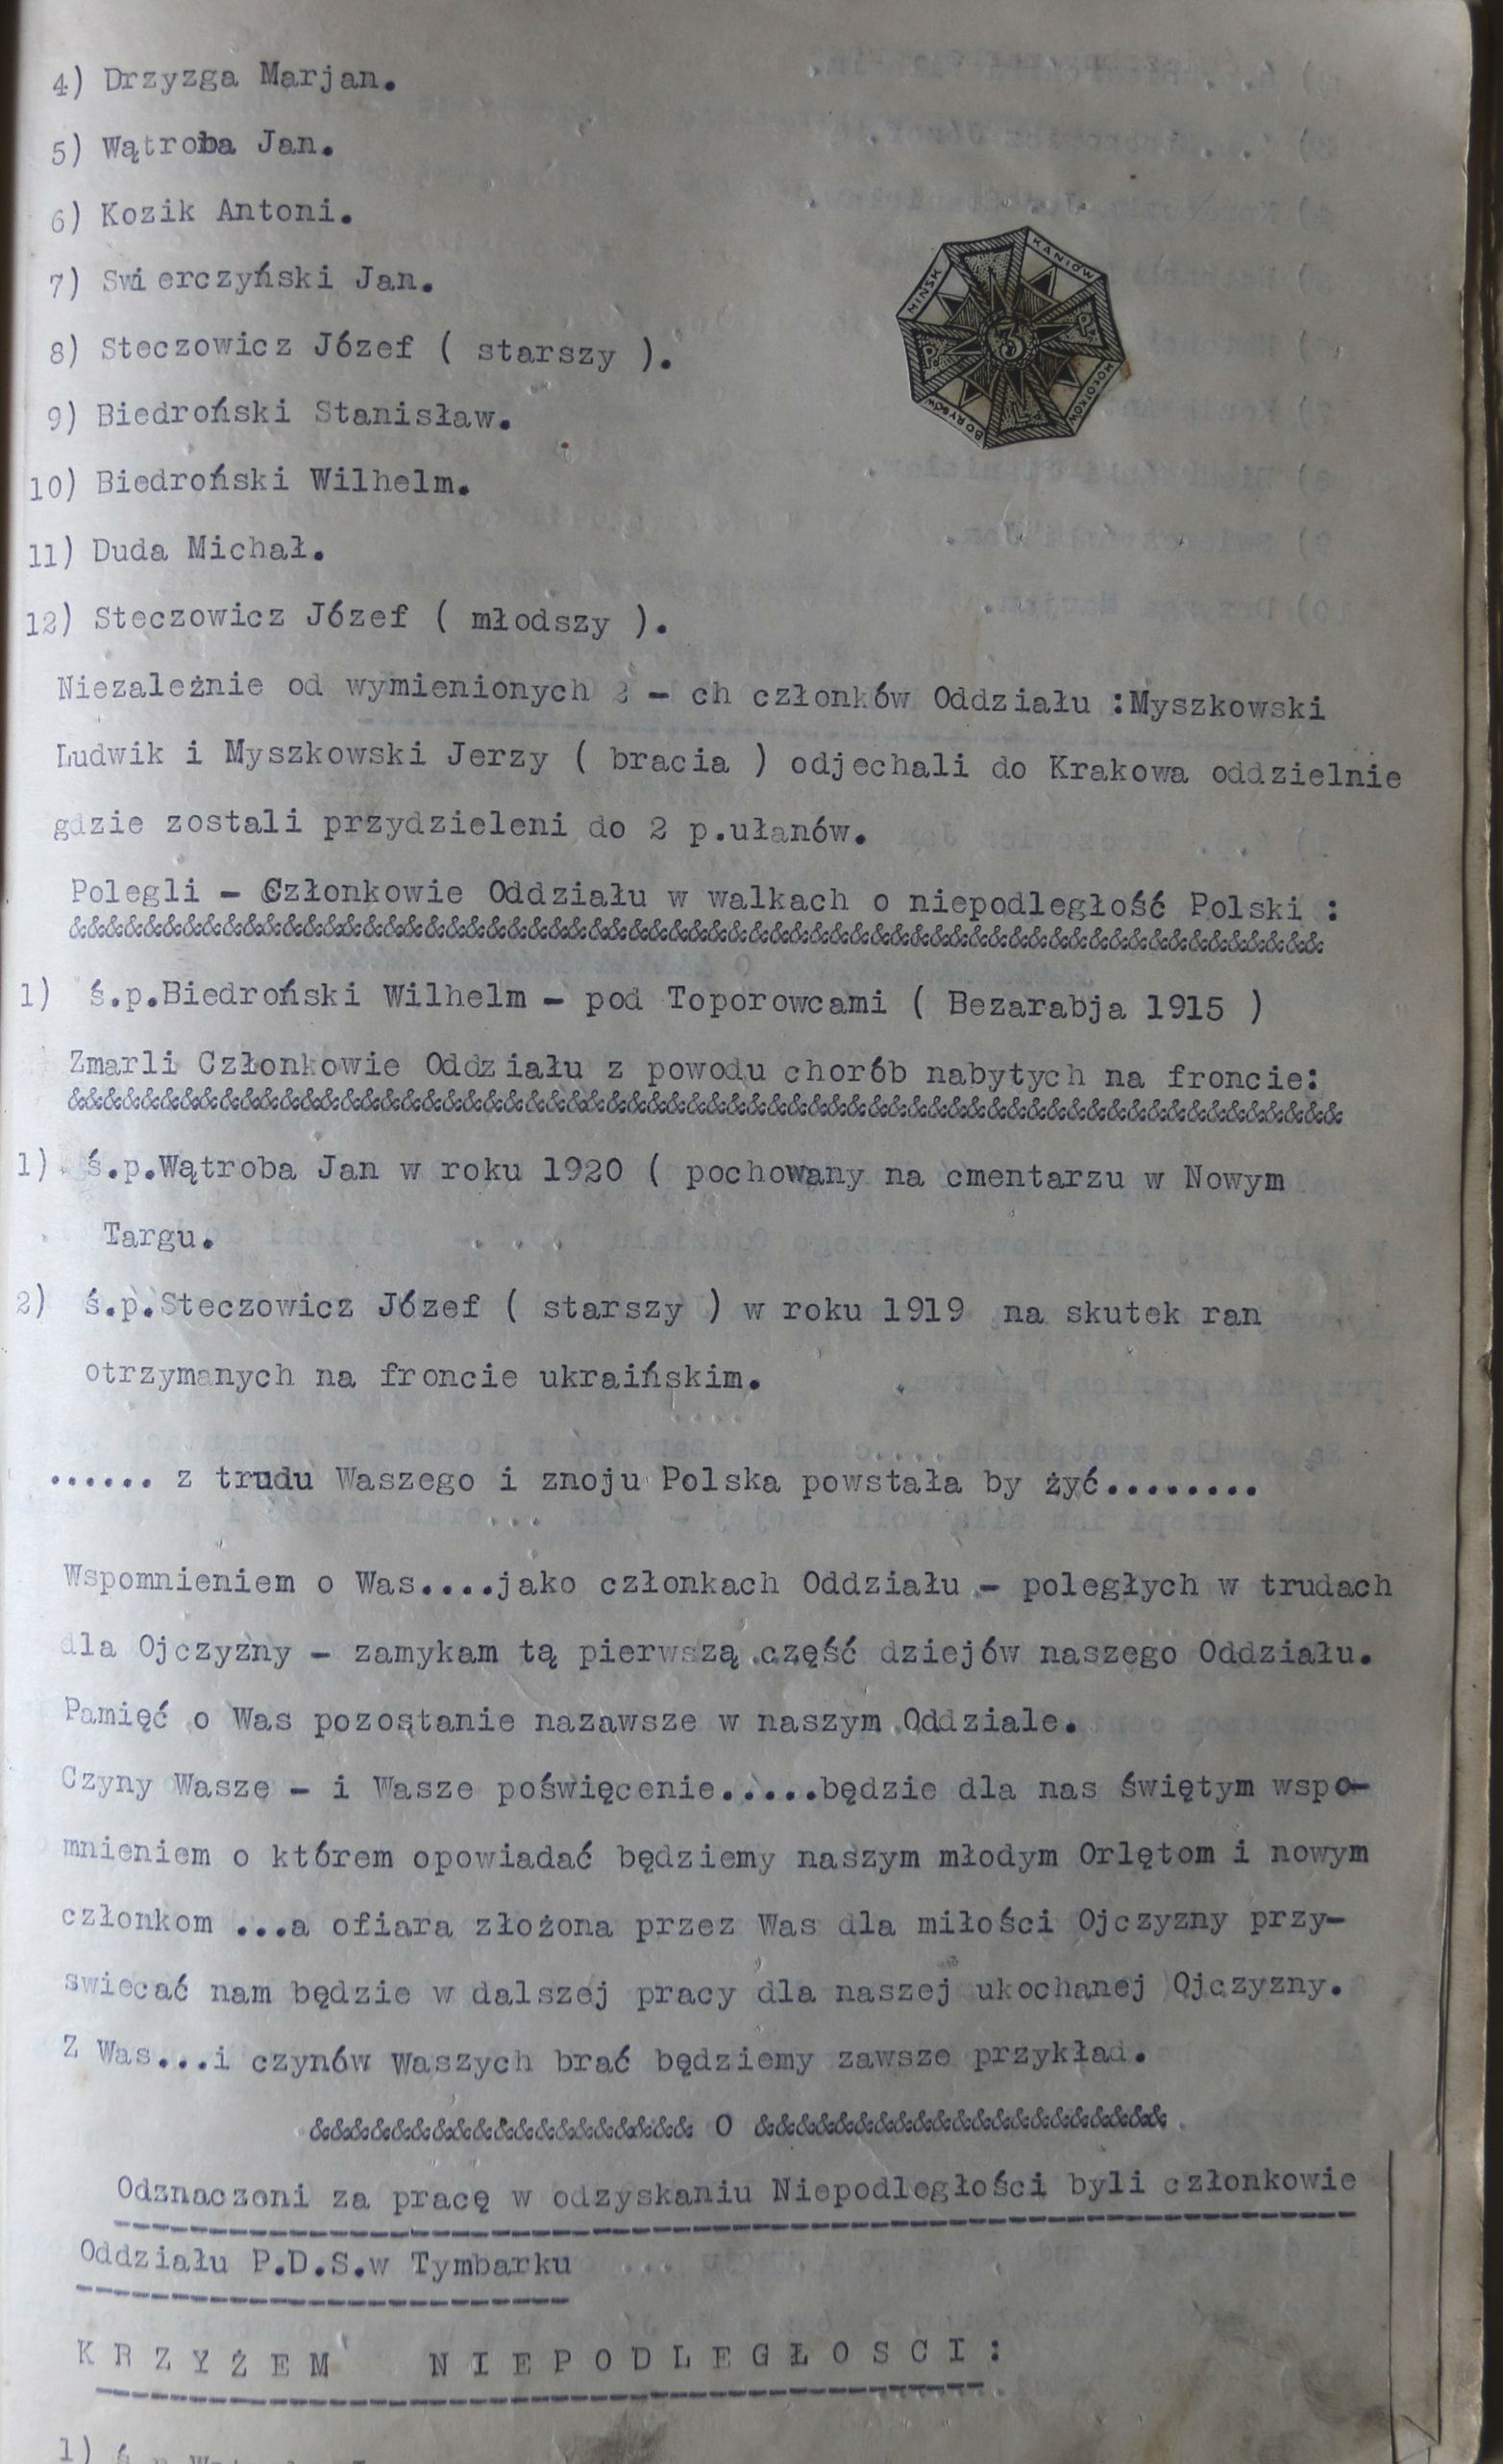 4) Drzyzga Marjan.
5) Wątroba Jan.
6) Kozik Antoni.
7) Swierczyński Jan.
8) Steczowicz Józef ( starszy ).
9) Biedroński Stanisław.
10) Biedroński Wilhelm.
11) Duda Michał.
12) Steczowicz Józef ( młodszy ).
MIŃSK KANIÓW
P. 3 P.
BORYSÓW L. MOŁOTKÓW
Niezależnie od wymienionych 2 - ch członków Oddziału :Myszkowski
Ludwik i Myszkowski Jerzy ( bracia ) odjechali do Krakowa oddzielnie
gdzie zostali przydzieleni do 2 p.ułanów.
Polegli - Członkowie Oddziału w walkach o niepodległość Polski :
&&&&&&&&&&&&&&&&&&&&&&&&&&&&&&&&&&&&&&&&&&&&&&&&&&&&&&&&&&&&&&
1) ś.p.Biedroński Wilhelm - pod Toporowcami ( Bezarabja 1915 )
Zmarli Członkowie Oddziału z powodu chorób nabytych na froncie:
&&&&&&&&&&&&&&&&&&&&&&&&&&&&&&&&&&&&&&&&&&&&&&&&&&&&&&&&&&&&&&&
1) ś.p.Wątroba Jan w roku 1920 ( pochowany na cmentarzu w Nowym
Targu.
2) ś.p.Steczowicz Józef ( starszy ) w roku 1919 na skutek ran
otrzymanych na froncie ukraińskim.
...... z trudu Waszego i znoju Polska powstała by żyć........
Wspomnieniem o Was....jako członkach Oddziału - poległych w trudach
dla Ojczyzny - zamykam tą pierwszą część dziejów naszego Oddziału.
Pamięć o Was pozostanie nazawsze w naszym Oddziale.
Czyny Wasze - i Wasze poświęcenie.....będzie dla nas świętym wspo-
mnieniem o którem opowiadać będziemy naszym młodym Orlętom i nowym
członkom ...a ofiara złożona przez Was dla miłości Ojczyzny przy-
swiecać nam będzie w dalszej pracy dla naszej ukochanej Ojczyzny.
Z Was...i czynów Waszych brać będziemy zawsze przykład.
&&&&&&&&&&&&&&&&&&& O &&&&&&&&&&&&&&&&&&&&
Odznaczeni za pracę w odzyskaniu Niepodległości byli członkowie
Oddziału P.D.S.w Tymbarku
KRZYŻEM NIEPODLEGŁOSCI:
1) ś.p.